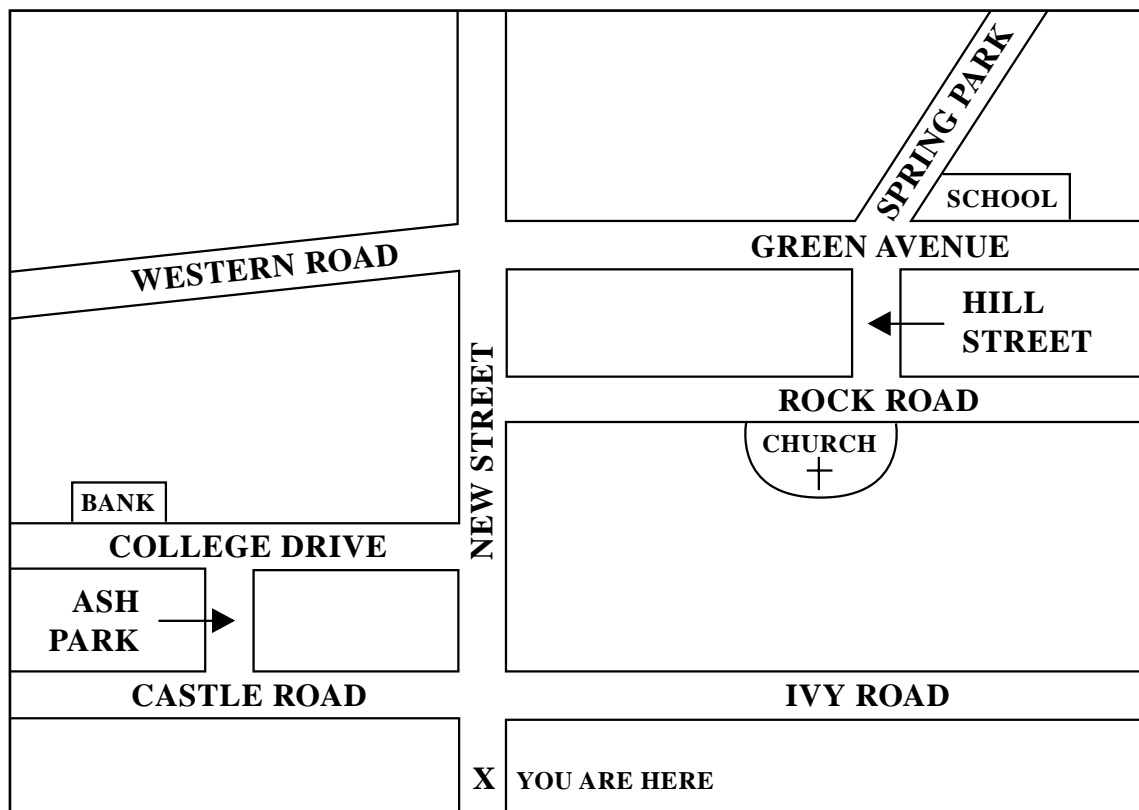 SPRING PARK
SCHOOL
GREEN AVENUE
WESTERN ROAD
HILL
STREET
ROCK ROAD
NEW STREET
CHURCH
BANK
COLLEGE DRIVE
ASH
PARK
CASTLE ROAD
IVY ROAD
X YOU ARE HERE